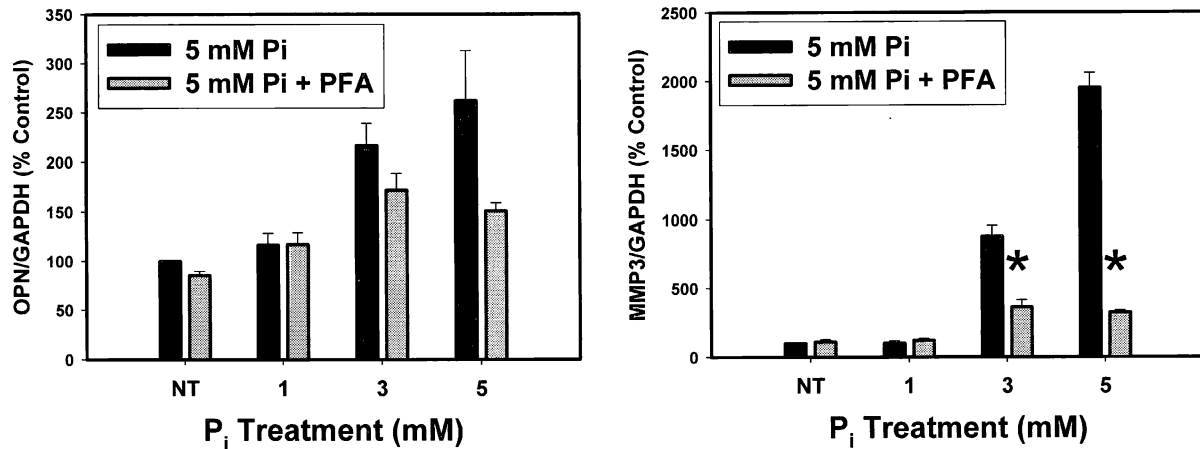 OPN/GAPDH (% Control)
350
300
250
200
150
100
50
0
5 mM Pi
5 mM Pi + PFA
NT 1 3 5
Pi Treatment (mM)
MMP3/GAPDH (% Control)
2500
2000
1500
1000
500
0
5 mM Pi
5 mM Pi + PFA
* *
NT 1 3 5
Pi Treatment (mM)